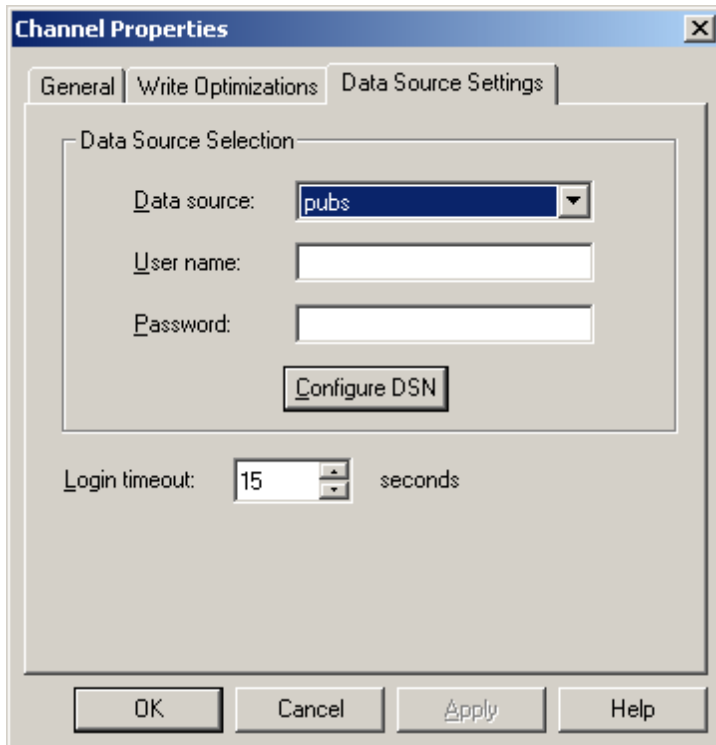 Channel Properties
General Write Optimizations Data Source Settings
Data Source Selection
Data source: pubs
User name:
Password:
Configure DSN
Login timeout: 15 seconds
OK Cancel Apply Help